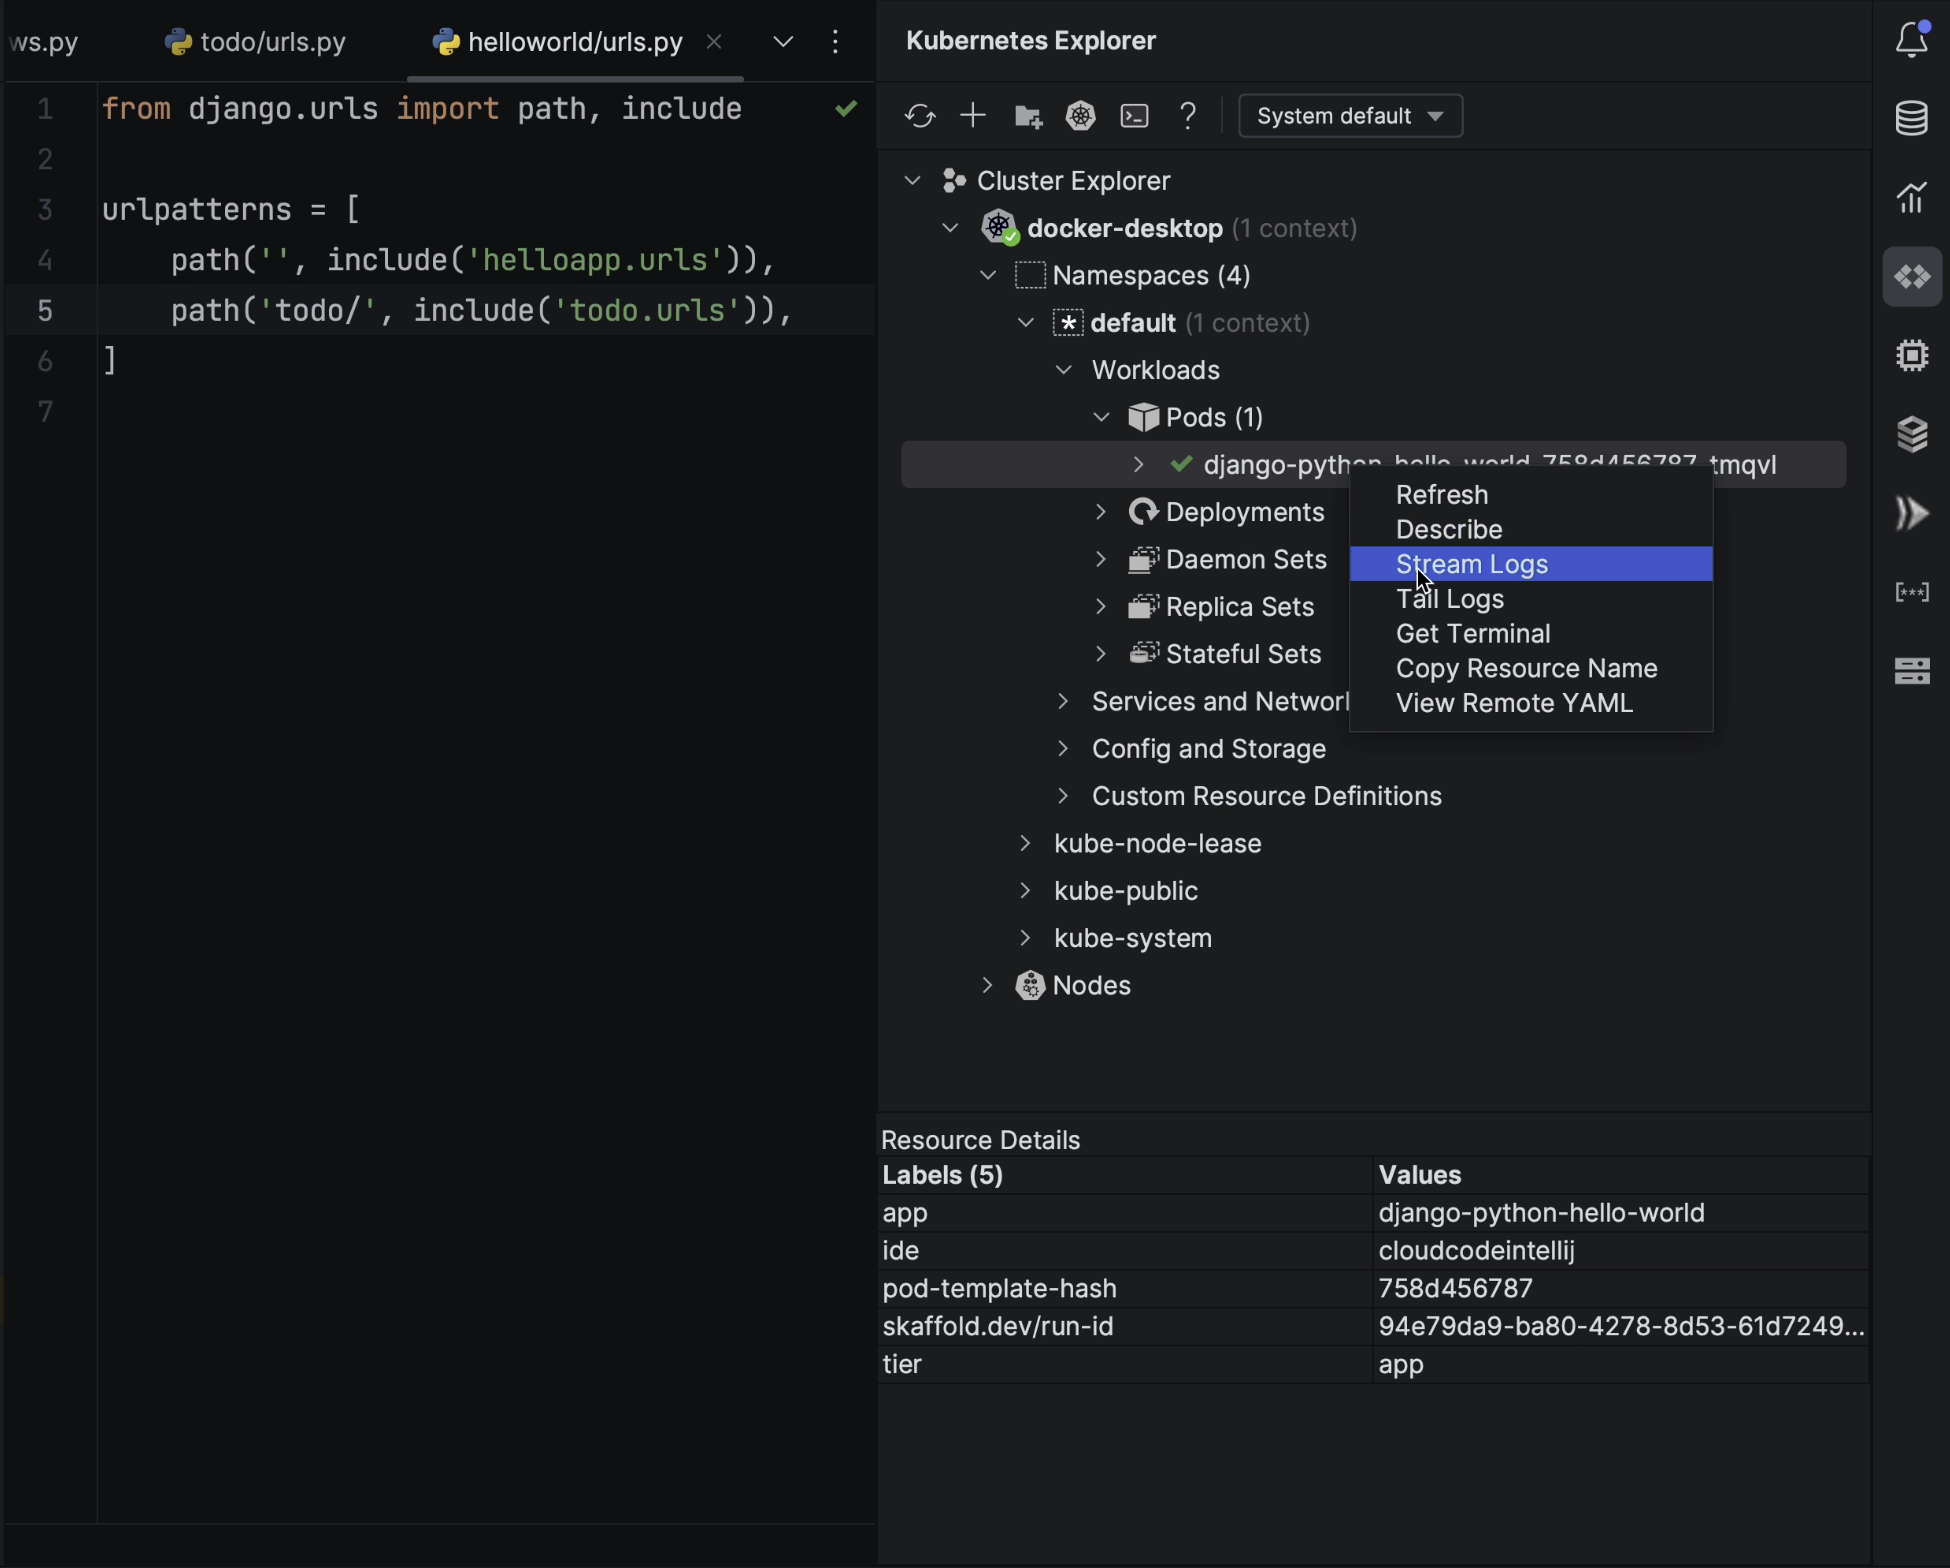 ws.py
todo/urls.py
helloworld/urls.py
1 from django.urls import path, include
2
3 urlpatterns = [
4 path('', include('helloapp.urls')),
5 path('todo/', include('todo.urls')),
6 ]
7
Kubernetes Explorer
System default
Cluster Explorer
docker-desktop (1 context)
Namespaces (4)
* default (1 context)
Workloads
Pods (1)
django-python-hello-world-758d456787-tmqvl
Deployments
Daemon Sets
Replica Sets
Stateful Sets
Services and Network
Config and Storage
Custom Resource Definitions
kube-node-lease
kube-public
kube-system
Nodes
Refresh
Describe
Stream Logs
Tail Logs
Get Terminal
Copy Resource Name
View Remote YAML
Resource Details
Labels (5) Values
app django-python-hello-world
ide cloudcodeintellij
pod-template-hash 758d456787
skaffold.dev/run-id 94e79da9-ba80-4278-8d53-61d7249...
tier app